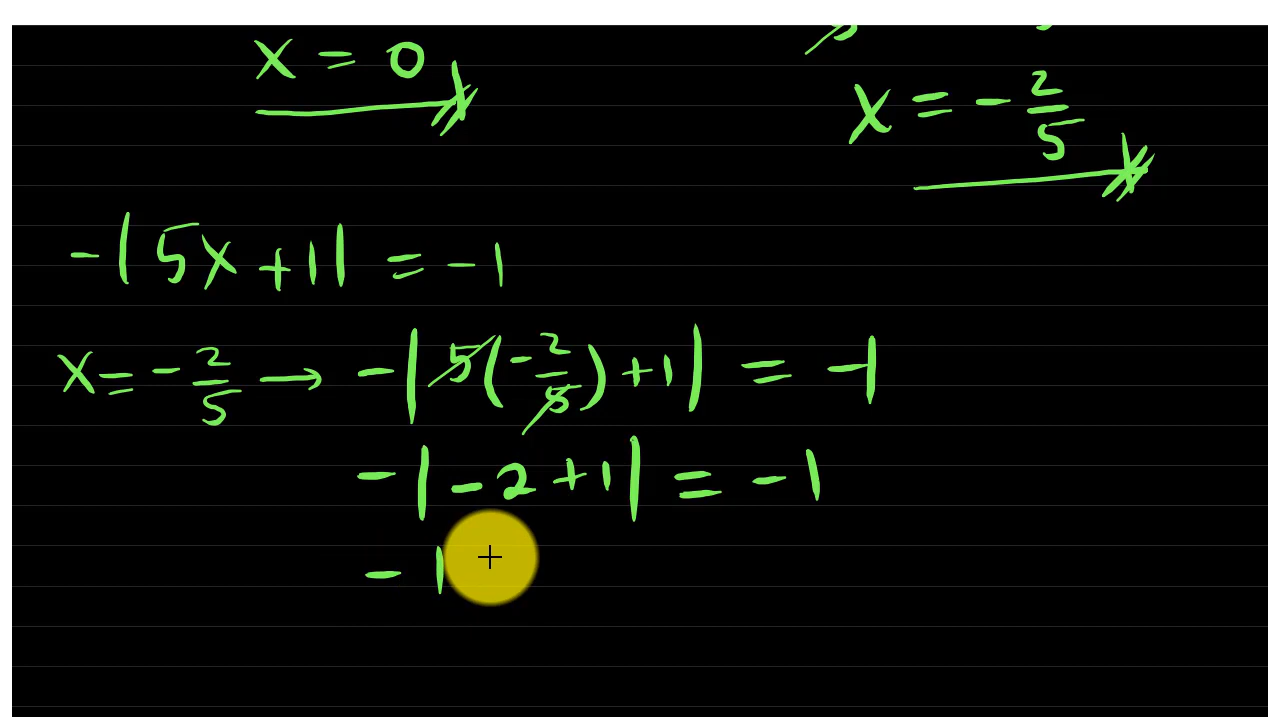 x = 0
x = -2/5
-|5x+1| = -1
x = -2/5 → -|5(-2/5)+1| = -1
-|-2+1| = -1
-|